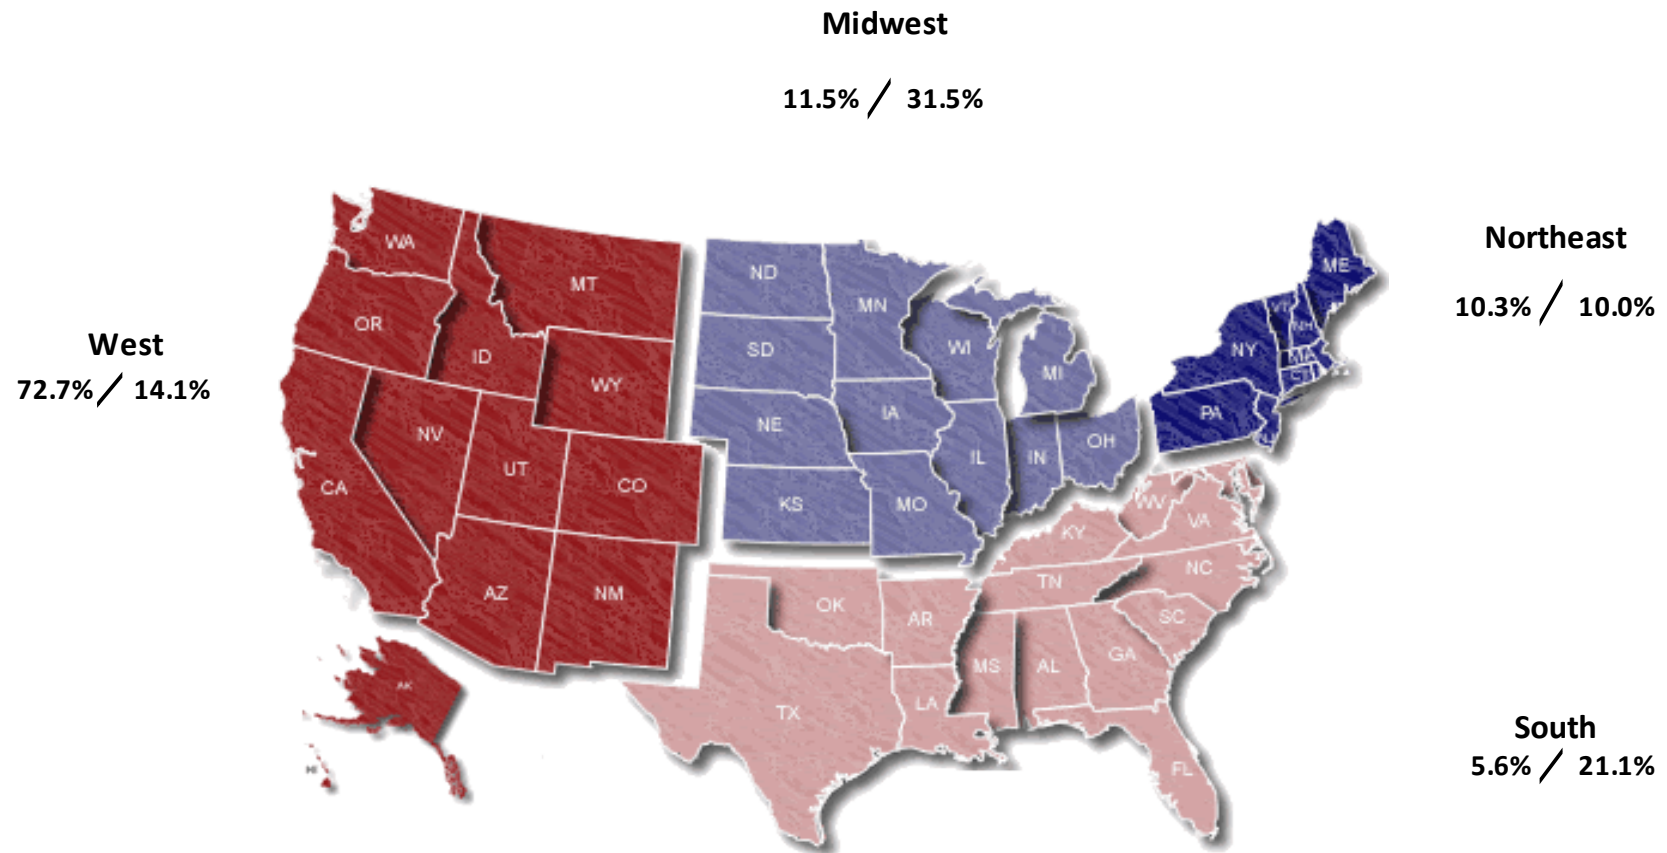 Midwest
11.5% / 31.5%
Northeast
10.3% / 10.0%
West
72.7% / 14.1%
South
5.6% / 21.1%
WA
MT
ND
MN
ME
OR
ID
SD
WI
VT
NH
NY
WY
MI
MA
CT
NV
NE
IA
PA
NJ
UT
CO
IL
IN
OH
CA
KS
MO
WV
VA
KY
AZ
NM
OK
AR
TN
NC
SC
MS
AL
GA
TX
LA
AK
FL
HI